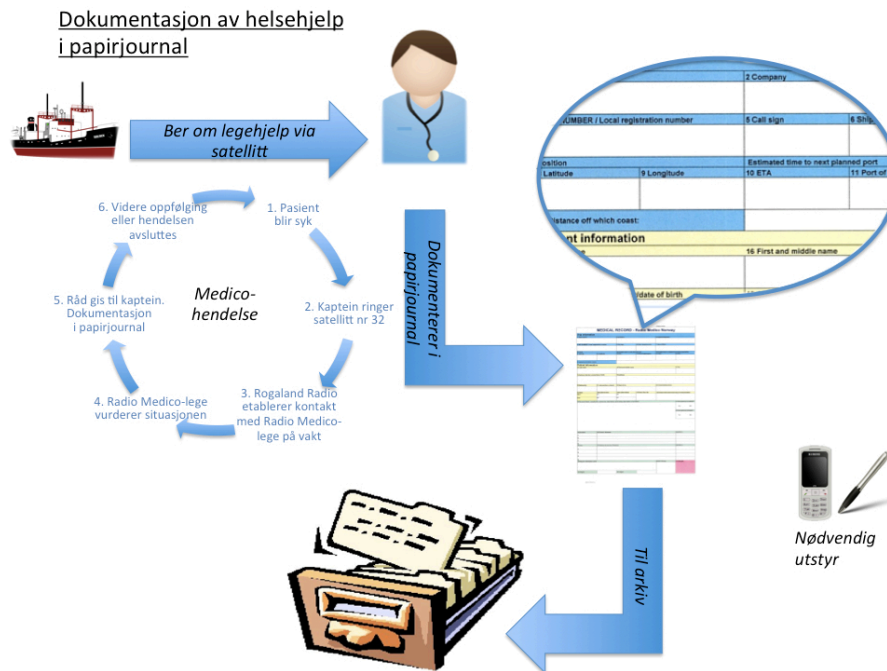 Dokumentasjon av helsehjelp
i papirjournal
Ber om legehjelp via
satellitt
2 Company
NUMBER / Local registration number
5 Call sign
6 Ship
osition
Estimated time to next planned port
Latitude
9 Longitude
10 ETA
11 Port of
istance off which coast:
nt information
16 First and middle name
/date of birth
6. Videre oppfølging
eller hendelsen
avsluttes
1. Pasient
blir syk
Medico-
hendelse
5. Råd gis til kaptein.
Dokumentasjon
i papirjournal
2. Kaptein ringer
satellitt nr 32
4. Radio Medico-lege
vurderer situasjonen
3. Rogaland Radio
etablerer kontakt
med Radio Medico-
lege på vakt
Dokumenterer i
papirjournal
MEDICAL RECORD - Radio Medico Norway
Til arkiv
Nødvendig
utstyr